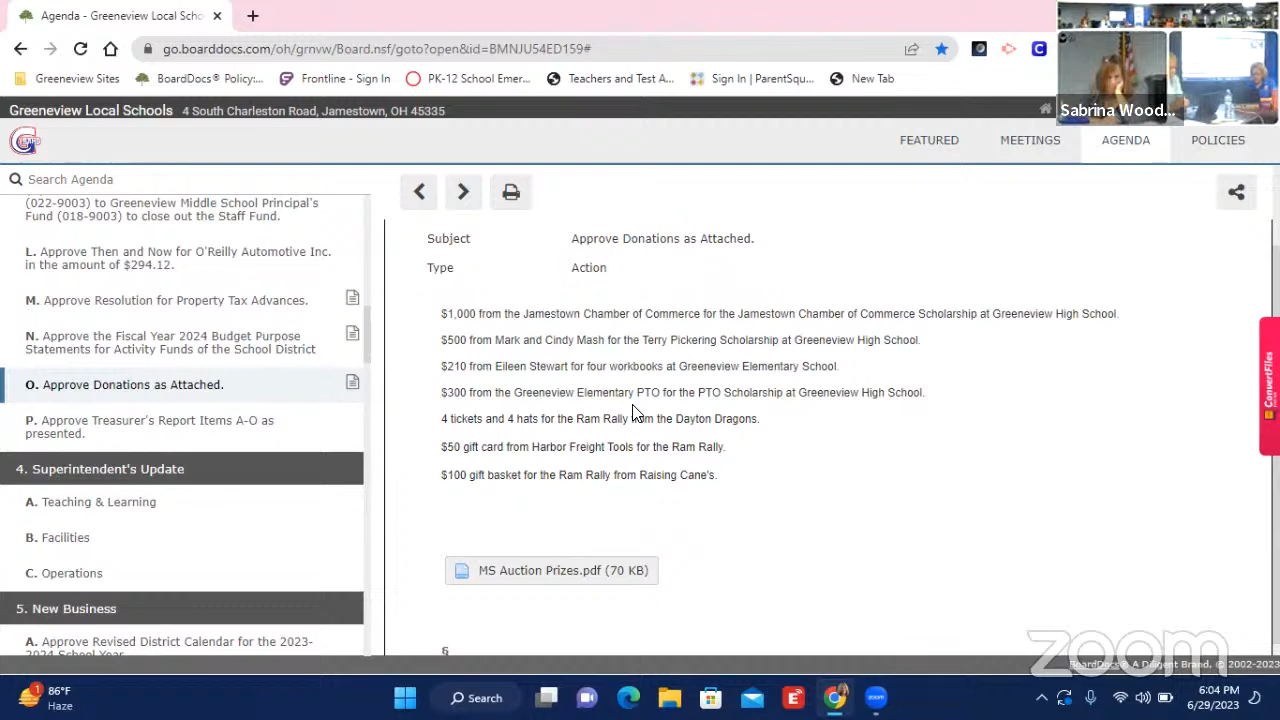 Agenda - Greeneview Local Scho
go.boarddocs.com/oh/grnvw/Board.nsf/goto?open&id=BMNJU54ED159#
Greeneview Sites
BoardDocs® Policy:...
Frontline - Sign In
PK-12 School Emer...
Teachers and Test A...
Sign In | ParentSqu...
New Tab
Sabrina Wood...
Greeneview Local Schools 4 South Charleston Road, Jamestown, OH 45335
FEATURED
MEETINGS
AGENDA
POLICIES
Search Agenda
(022-9003) to Greeneview Middle School Principal's
Fund (018-9003) to close out the Staff Fund.
L. Approve Then and Now for O'Reilly Automotive Inc.
in the amount of $294.12.
M. Approve Resolution for Property Tax Advances.
N. Approve the Fiscal Year 2024 Budget Purpose
Statements for Activity Funds of the School District
O. Approve Donations as Attached.
P. Approve Treasurer's Report Items A-O as
presented.
4. Superintendent's Update
A. Teaching & Learning
B. Facilities
C. Operations
5. New Business
A. Approve Revised District Calendar for the 2023-
2024 School Year
Subject Approve Donations as Attached.
Type Action
$1,000 from the Jamestown Chamber of Commerce for the Jamestown Chamber of Commerce Scholarship at Greeneview High School.
$500 from Mark and Cindy Mash for the Terry Pickering Scholarship at Greeneview High School.
$210 from Eileen Stewart for four workbooks at Greeneview Elementary School.
$300 from the Greeneview Elementary PTO for the PTO Scholarship at Greeneview High School.
4 tickets and 4 hats for the Ram Rally from the Dayton Dragons.
$50 gift card from Harbor Freight Tools for the Ram Rally.
$100 gift basket for the Ram Rally from Raising Cane's.
MS Auction Prizes.pdf (70 KB)
ConvertFiles
zoom
BoardDocs® A Diligent Brand. © 2002-2023
86°F
Haze
Search
6:04 PM
6/29/2023